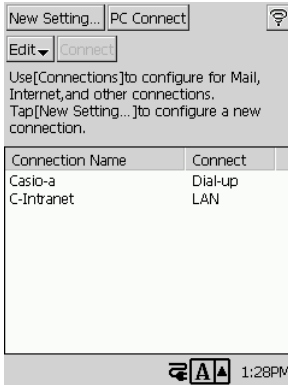 New Setting... PC Connect
Edit Connect
Use[Connections]to configure for Mail,
Internet,and other connections.
Tap[New Setting...]to configure a new
connection.
Connection Name Connect
Casio-a Dial-up
C-Intranet LAN
A 1:28PM